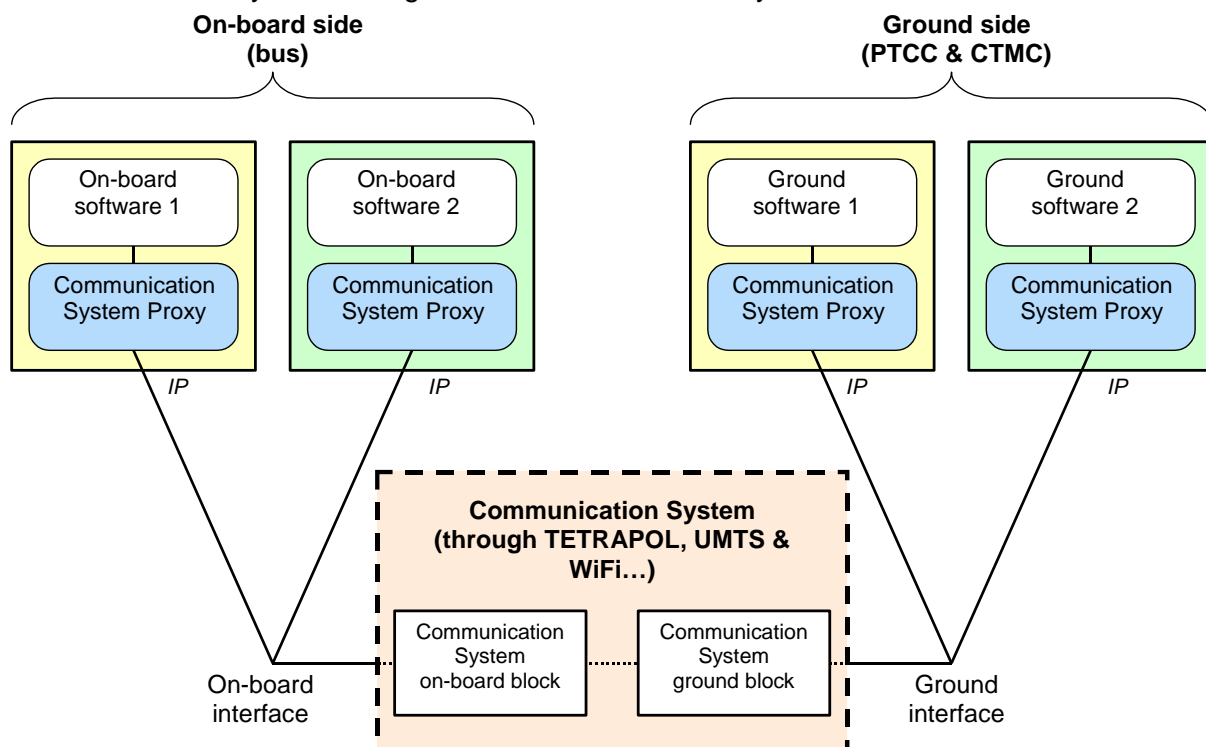 On-board side
(bus)
Ground side
(PTCC & CTMC)
On-board
software 1
On-board
software 2
Ground
software 1
Ground
software 2
Communication
System Proxy
Communication
System Proxy
Communication
System Proxy
Communication
System Proxy
IP
IP
IP
IP
Communication System
(through TETRAPOL, UMTS &
WiFi…)
Communication
System
on-board block
Communication
System
ground block
On-board
interface
Ground
interface